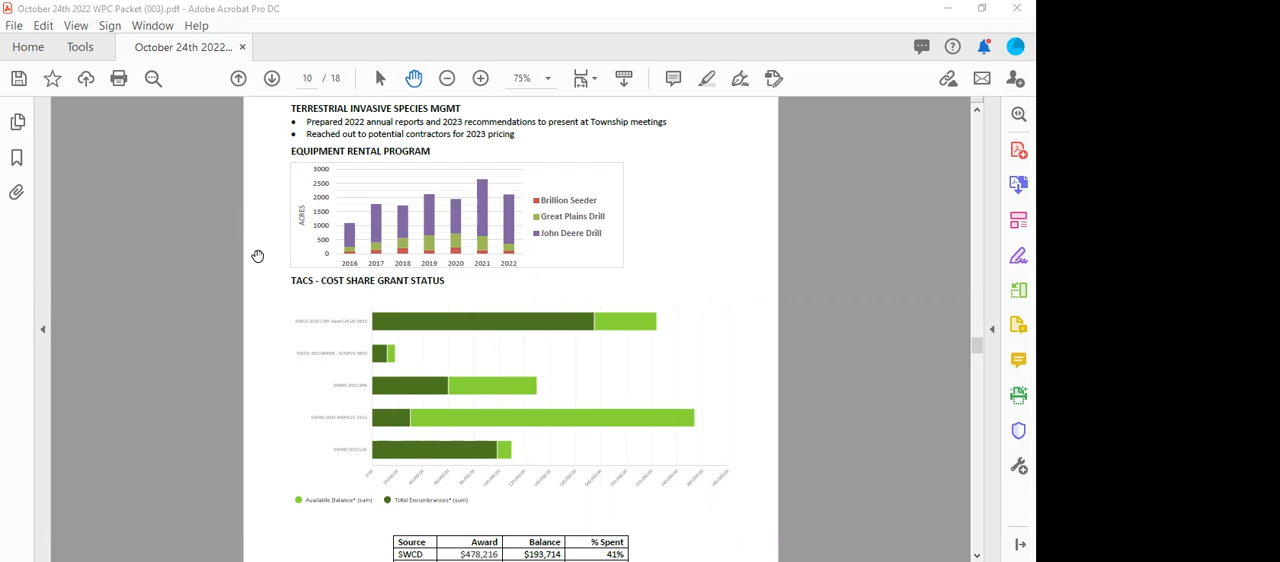 October 24th 2022 WPC Packet (003).pdf - Adobe Acrobat Pro DC
File Edit View Sign Window Help
Home Tools October 24th 2022... ×
10 / 18 75%
TERRESTRIAL INVASIVE SPECIES MGMT
• Prepared 2022 annual reports and 2023 recommendations to present at Township meetings
• Reached out to potential contractors for 2023 pricing
EQUIPMENT RENTAL PROGRAM
3000
2500
2000
1500
1000
500
0
ACRES
2016 2017 2018 2019 2020 2021 2022
Brillion Seeder
Great Plains Drill
John Deere Drill
TACS - COST SHARE GRANT STATUS
SWMO 2021 EPA
Available Balance* (sum) Total Encumbrances* (sum)
Source Award Balance % Spent
SWCD $478,216 $193,714 41%